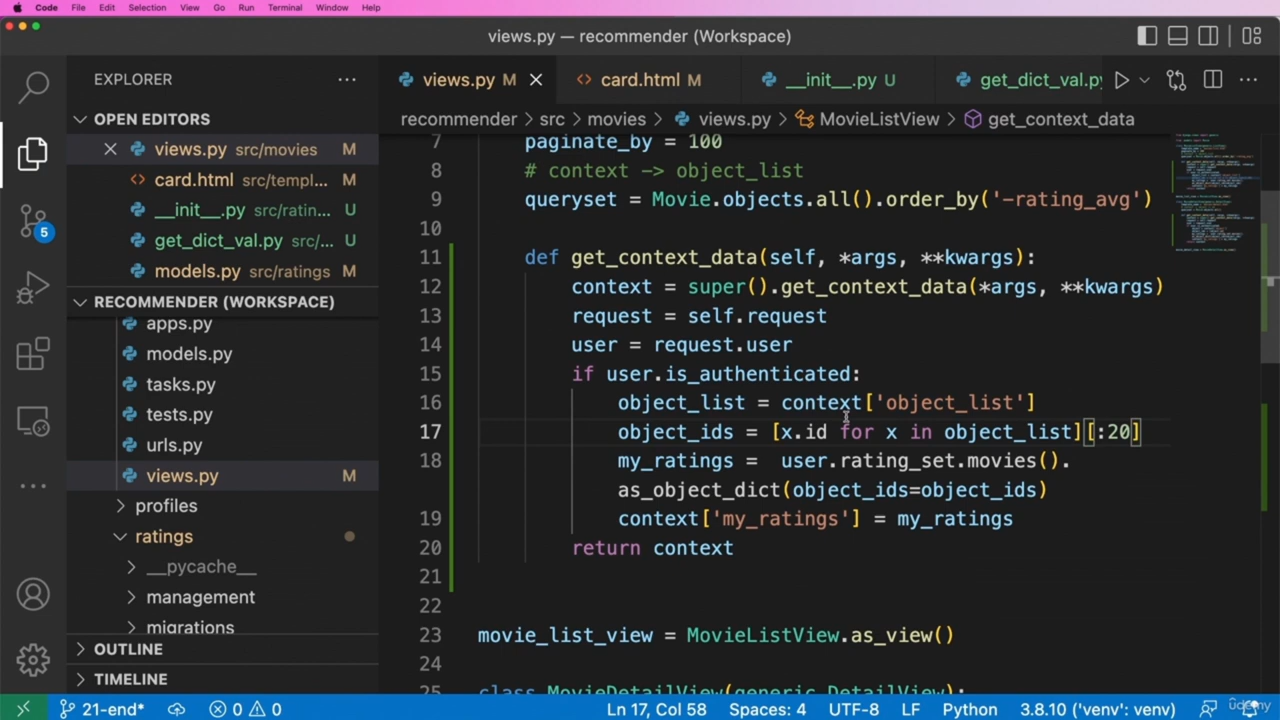 Code File Edit Selection View Go Run Terminal Window Help
views.py — recommender (Workspace)
EXPLORER
views.py M
card.html M
__init__.py U
get_dict_val.py
recommender > src > movies > views.py > MovieListView > get_context_data
OPEN EDITORS
views.py src/movies M
card.html src/templ... M
__init__.py src/ratin... U
get_dict_val.py src/... U
models.py src/ratings M
RECOMMENDER (WORKSPACE)
apps.py
models.py
tasks.py
tests.py
urls.py
views.py M
profiles
ratings
__pycache__
management
migrations
OUTLINE
TIMELINE
5
7 paginate_by = 100
8 # context -> object_list
9 queryset = Movie.objects.all().order_by('-rating_avg')
10
11 def get_context_data(self, *args, **kwargs):
12 context = super().get_context_data(*args, **kwargs)
13 request = self.request
14 user = request.user
15 if user.is_authenticated:
16 object_list = context['object_list']
17 object_ids = [x.id for x in object_list][:20]
18 my_ratings =  user.rating_set.movies().
as_object_dict(object_ids=object_ids)
19 context['my_ratings'] = my_ratings
20 return context
21
22
23 movie_list_view = MovieListView.as_view()
24
25 class MovieDetailView(generic.DetailView):
21-end* 0 0 Ln 17, Col 58 Spaces: 4 UTF-8 LF Python 3.8.10 ('venv': venv)
udemy